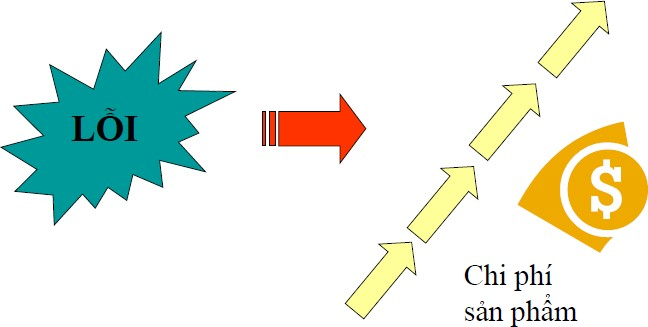 LỖI
$
Chi phí
sản phẩm